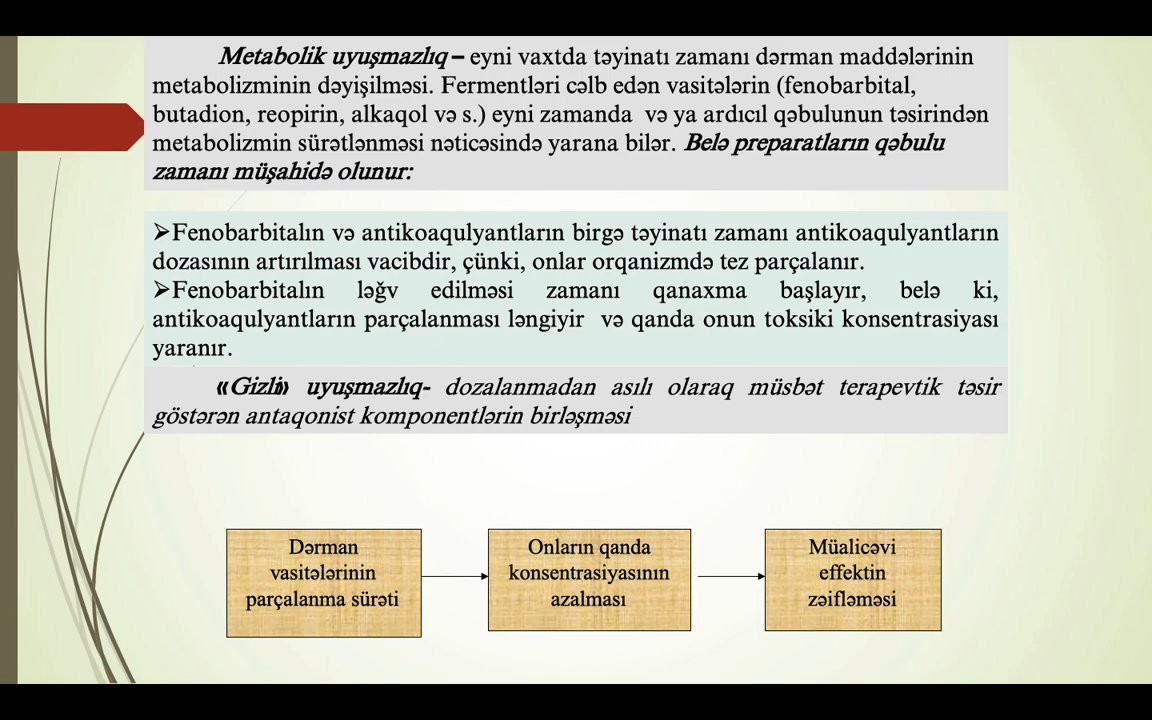 Metabolik uyuşmazlıq – eyni vaxtda təyinatı zamanı dərman maddələrinin
metabolizminin dəyişilməsi. Fermentləri cəlb edən vasitələrin (fenobarbital,
butadion, reopirin, alkaqol və s.) eyni zamanda və ya ardıcıl qəbulunun təsirindən
metabolizmin sürətlənməsi nəticəsində yarana bilər. Belə preparatların qəbulu
zamanı müşahidə olunur:
➢Fenobarbitalın və antikoaqulyantların birgə təyinatı zamanı antikoaqulyantların
dozasının artırılması vacibdir, çünki, onlar orqanizmdə tez parçalanır.
➢Fenobarbitalın ləğv edilməsi zamanı qanaxma başlayır, belə ki,
antikoaqulyantların parçalanması ləngiyir və qanda onun toksiki konsentrasiyası
yaranır.
«Gizli» uyuşmazlıq- dozalanmadan asılı olaraq müsbət terapevtik təsir
göstərən antaqonist komponentlərin birləşməsi
Dərman
vasitələrinin
parçalanma sürəti
Onların qanda
konsentrasiyasının
azalması
Müalicəvi
effektin
zəifləməsi